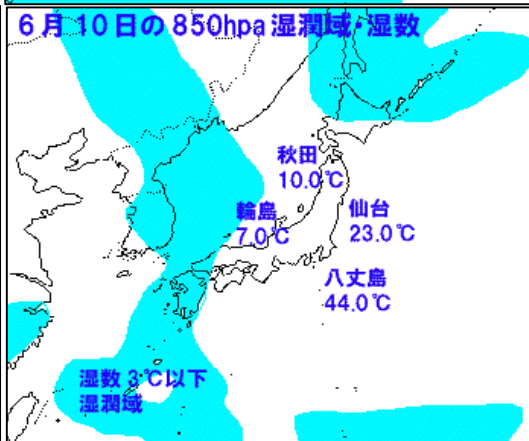 6月10日の850hpa湿潤域・湿数
秋田
10.0℃
輪島
7.0℃
仙台
23.0℃
八丈島
44.0℃
湿数3℃以下
湿潤域